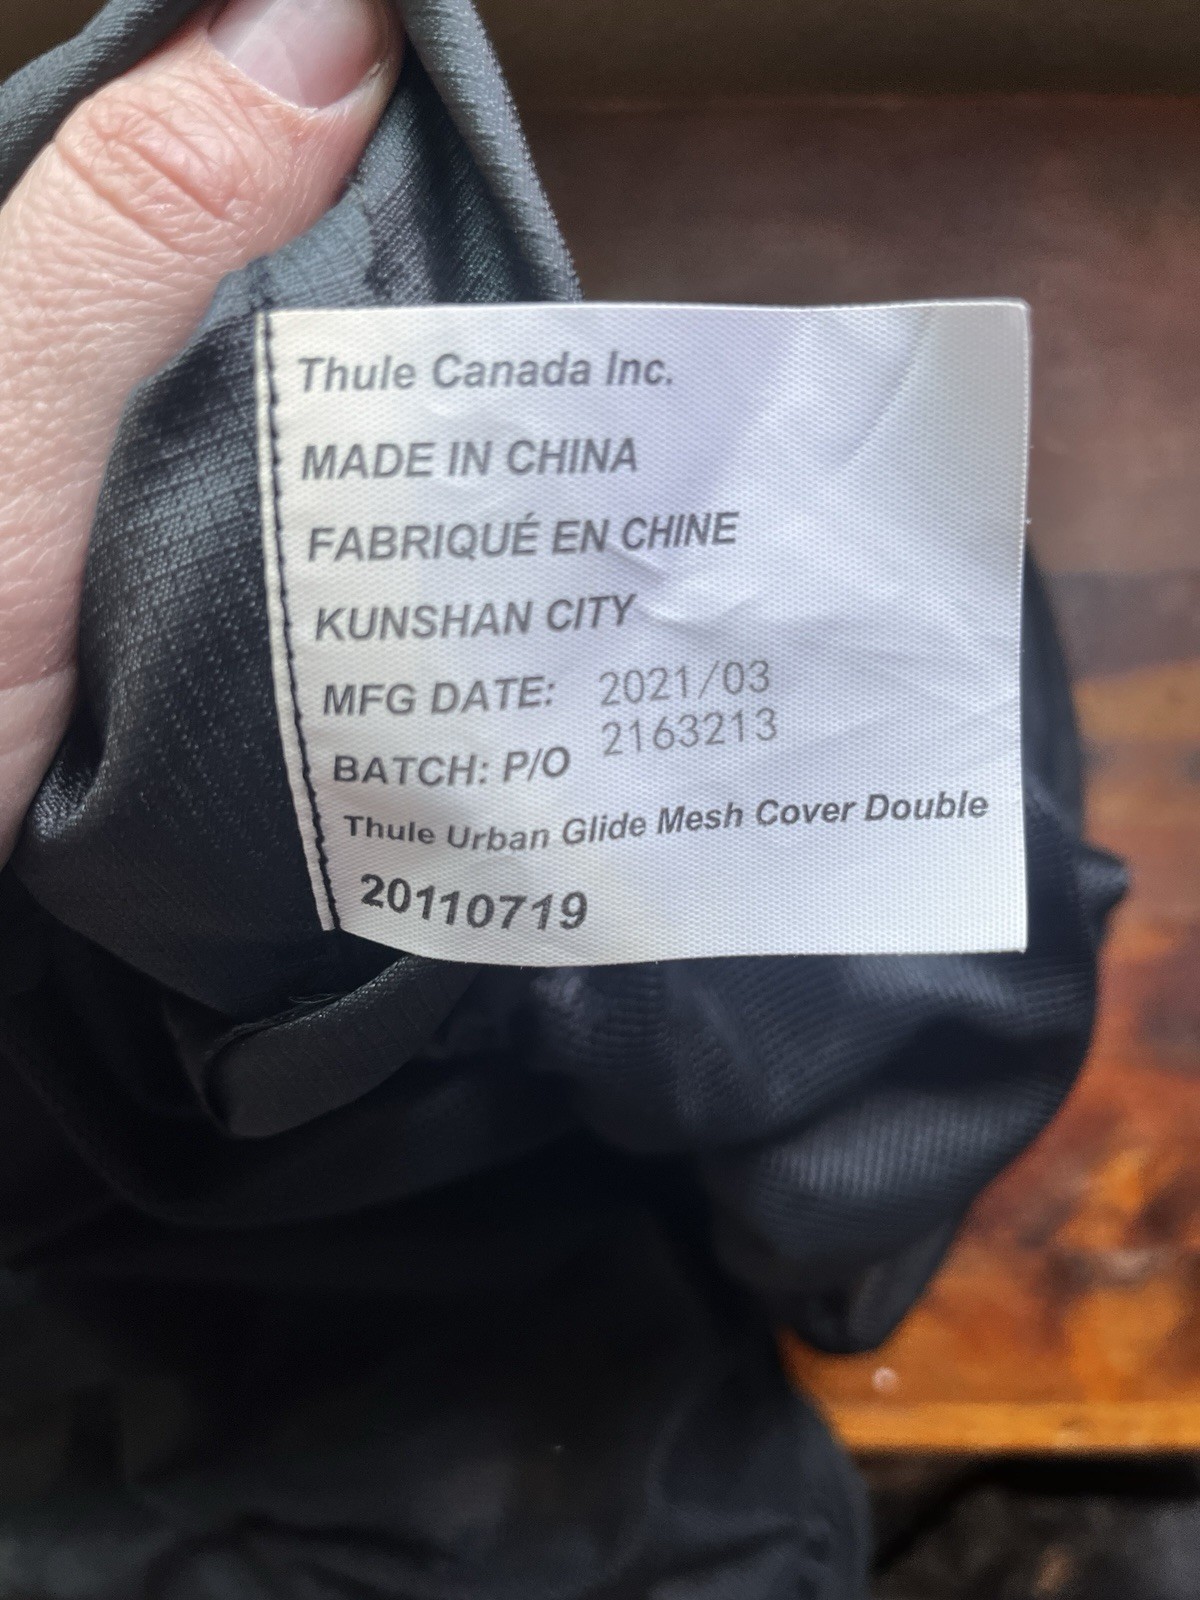 Thule Canada Inc.
MADE IN CHINA
FABRIQUÉ EN CHINE
KUNSHAN CITY
MFG DATE: 2021/03
BATCH: P/O 2163213
Thule Urban Glide Mesh Cover Double
20110719